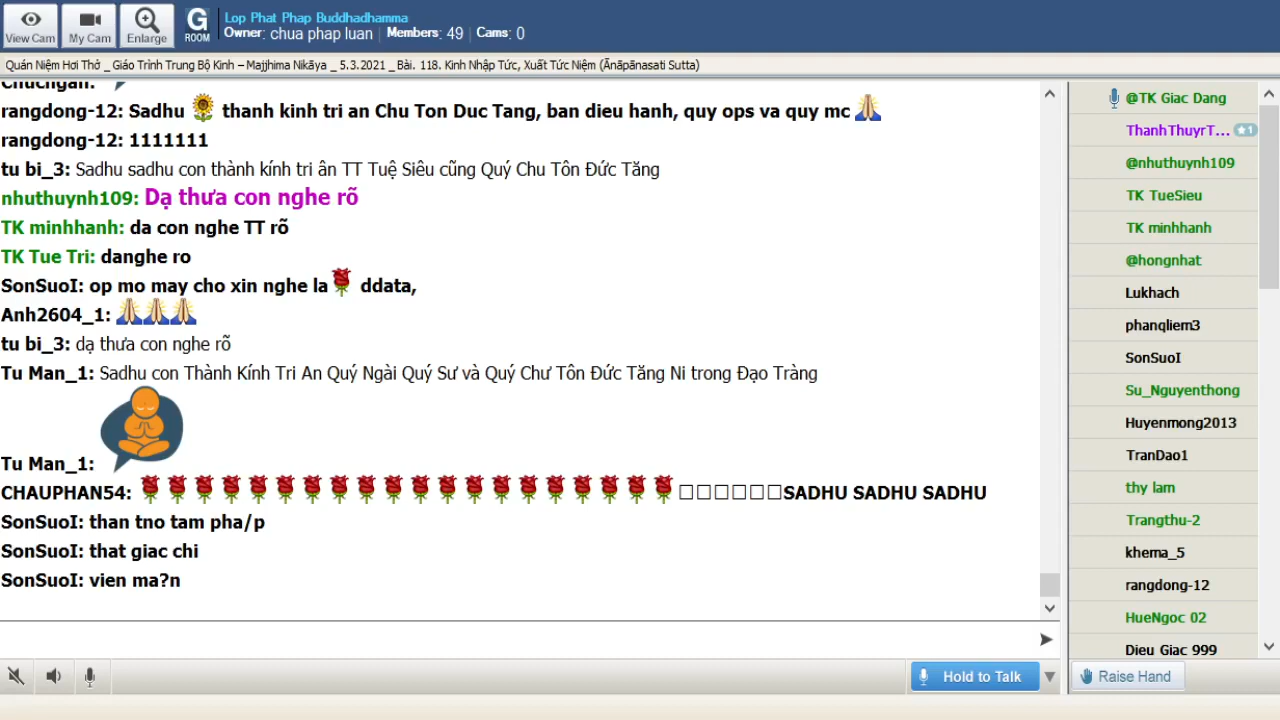 View Cam
My Cam
Enlarge
G
ROOM
Lop Phat Phap Buddhadhamma
Owner: chua phap luan | Members: 49 | Cams: 0
Quán Niệm Hơi Thở _ Giáo Trình Trung Bộ Kinh – Majjhima Nikāya _ 5.3.2021 _ Bài. 118. Kinh Nhập Tức, Xuất Tức Niệm (Ānāpānasati Sutta)
rangdong-12: Sadhu 🌻 thanh kinh tri an Chu Ton Duc Tang, ban dieu hanh, quy ops va quy mc 🙏
rangdong-12: 1111111
tu bi_3: Sadhu sadhu con thành kính tri ân TT Tuệ Siêu cũng Quý Chu Tôn Đức Tăng
nhuthuynh109: Dạ thưa con nghe rõ
TK minhhanh: da con nghe TT rõ
TK Tue Tri: danghe ro
SonSuoI: op mo may cho xin nghe la🌹 ddata,
Anh2604_1: 🙏🙏🙏
tu bi_3: dạ thưa con nghe rõ
Tu Man_1: Sadhu con Thành Kính Tri An Quý Ngài Quý Sư và Quý Chư Tôn Đức Tăng Ni trong Đạo Tràng
Tu Man_1:
CHAUPHAN54: 🌹🌹🌹🌹🌹🌹🌹🌹🌹🌹🌹🌹🌹🌹🌹🌹🌹🌹🌹🌹□□□□□□SADHU SADHU SADHU
SonSuoI: than tno tam pha/p
SonSuoI: that giac chi
SonSuoI: vien ma?n
@TK Giac Dang
ThanhThuyrT... ★1
@nhuthuynh109
TK TueSieu
TK minhhanh
@hongnhat
Lukhach
phanqliem3
SonSuoI
Su_Nguyenthong
Huyenmong2013
TranDao1
thy lam
Trangthu-2
khema_5
rangdong-12
HueNgoc 02
Dieu Giac 999
Hold to Talk
Raise Hand